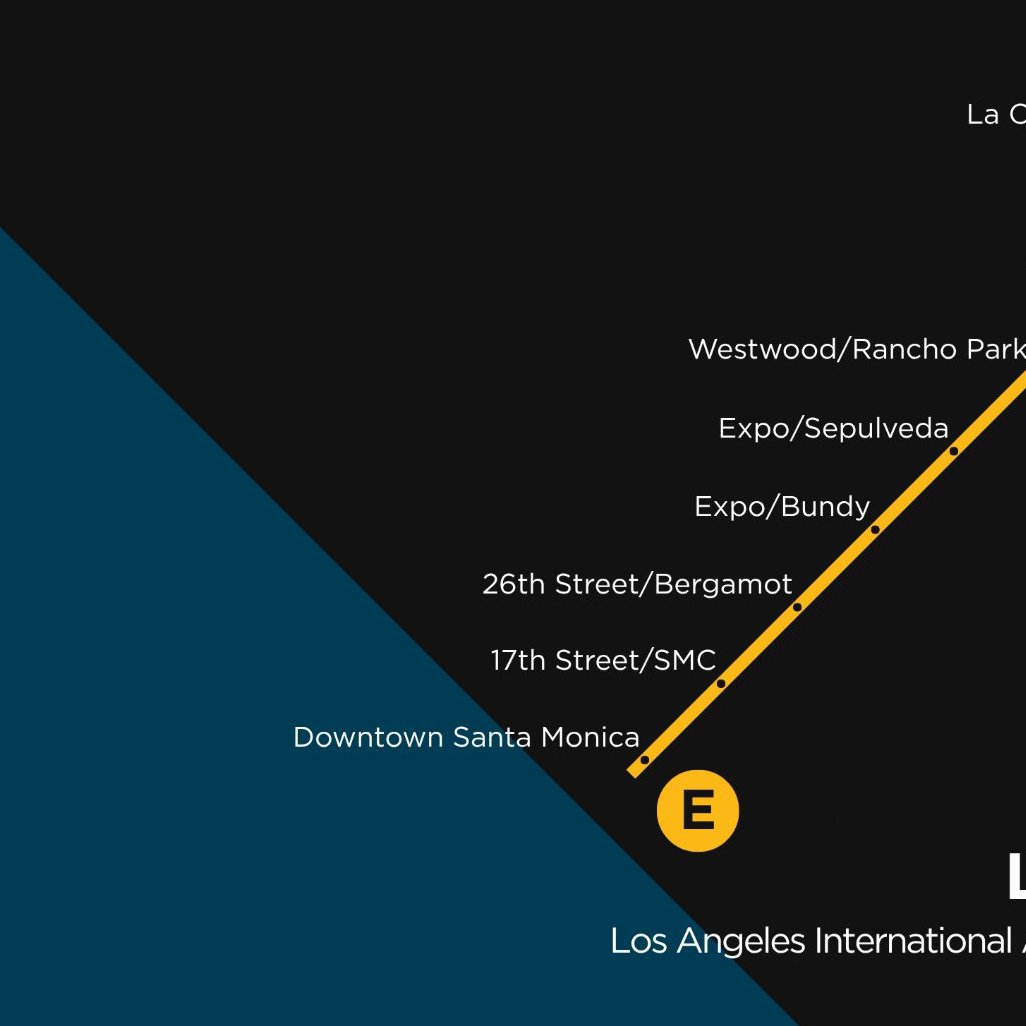 La
Westwood/Rancho Park
Expo/Sepulveda
Expo/Bundy
26th Street/Bergamot
17th Street/SMC
Downtown Santa Monica
E
Los Angeles International